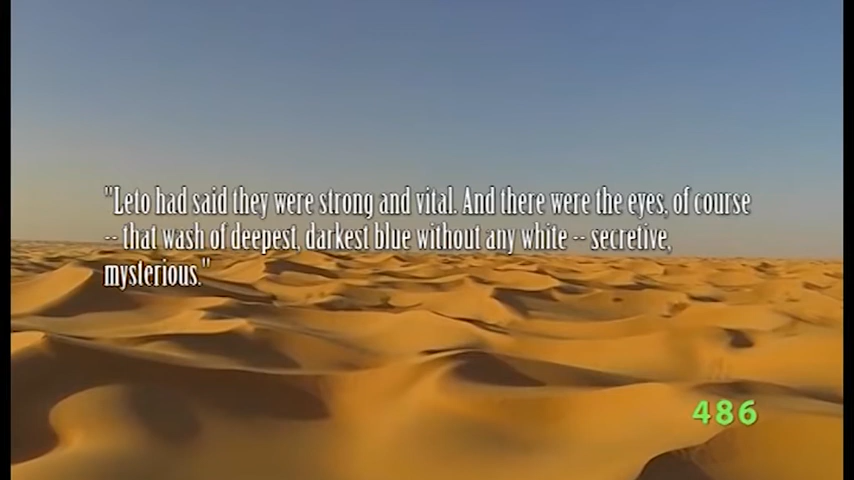 "Leto had said they were strong and vital. And there were the eyes, of course
-- that wash of deepest, darkest blue without any white -- secretive,
mysterious."
486